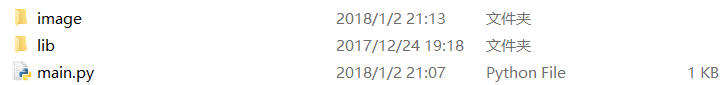 image 2018/1/2 21:13 文件夹
lib 2017/12/24 19:18 文件夹
main.py 2018/1/2 21:07 Python File 1 KB